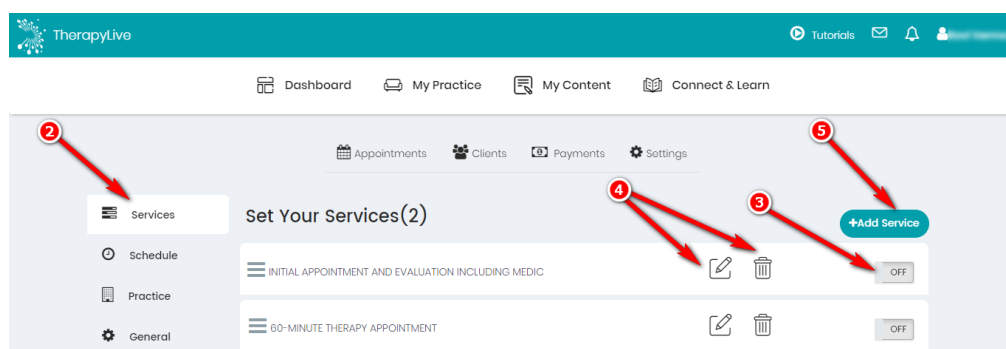 TherapyLive
Tutorials
Dashboard My Practice My Content Connect & Learn
2
5
Appointments Clients Payments Settings
4
3
Services
Set Your Services(2)
+Add Service
Schedule
INITIAL APPOINTMENT AND EVALUATION INCLUDING MEDIC
OFF
Practice
60-MINUTE THERAPY APPOINTMENT
OFF
General